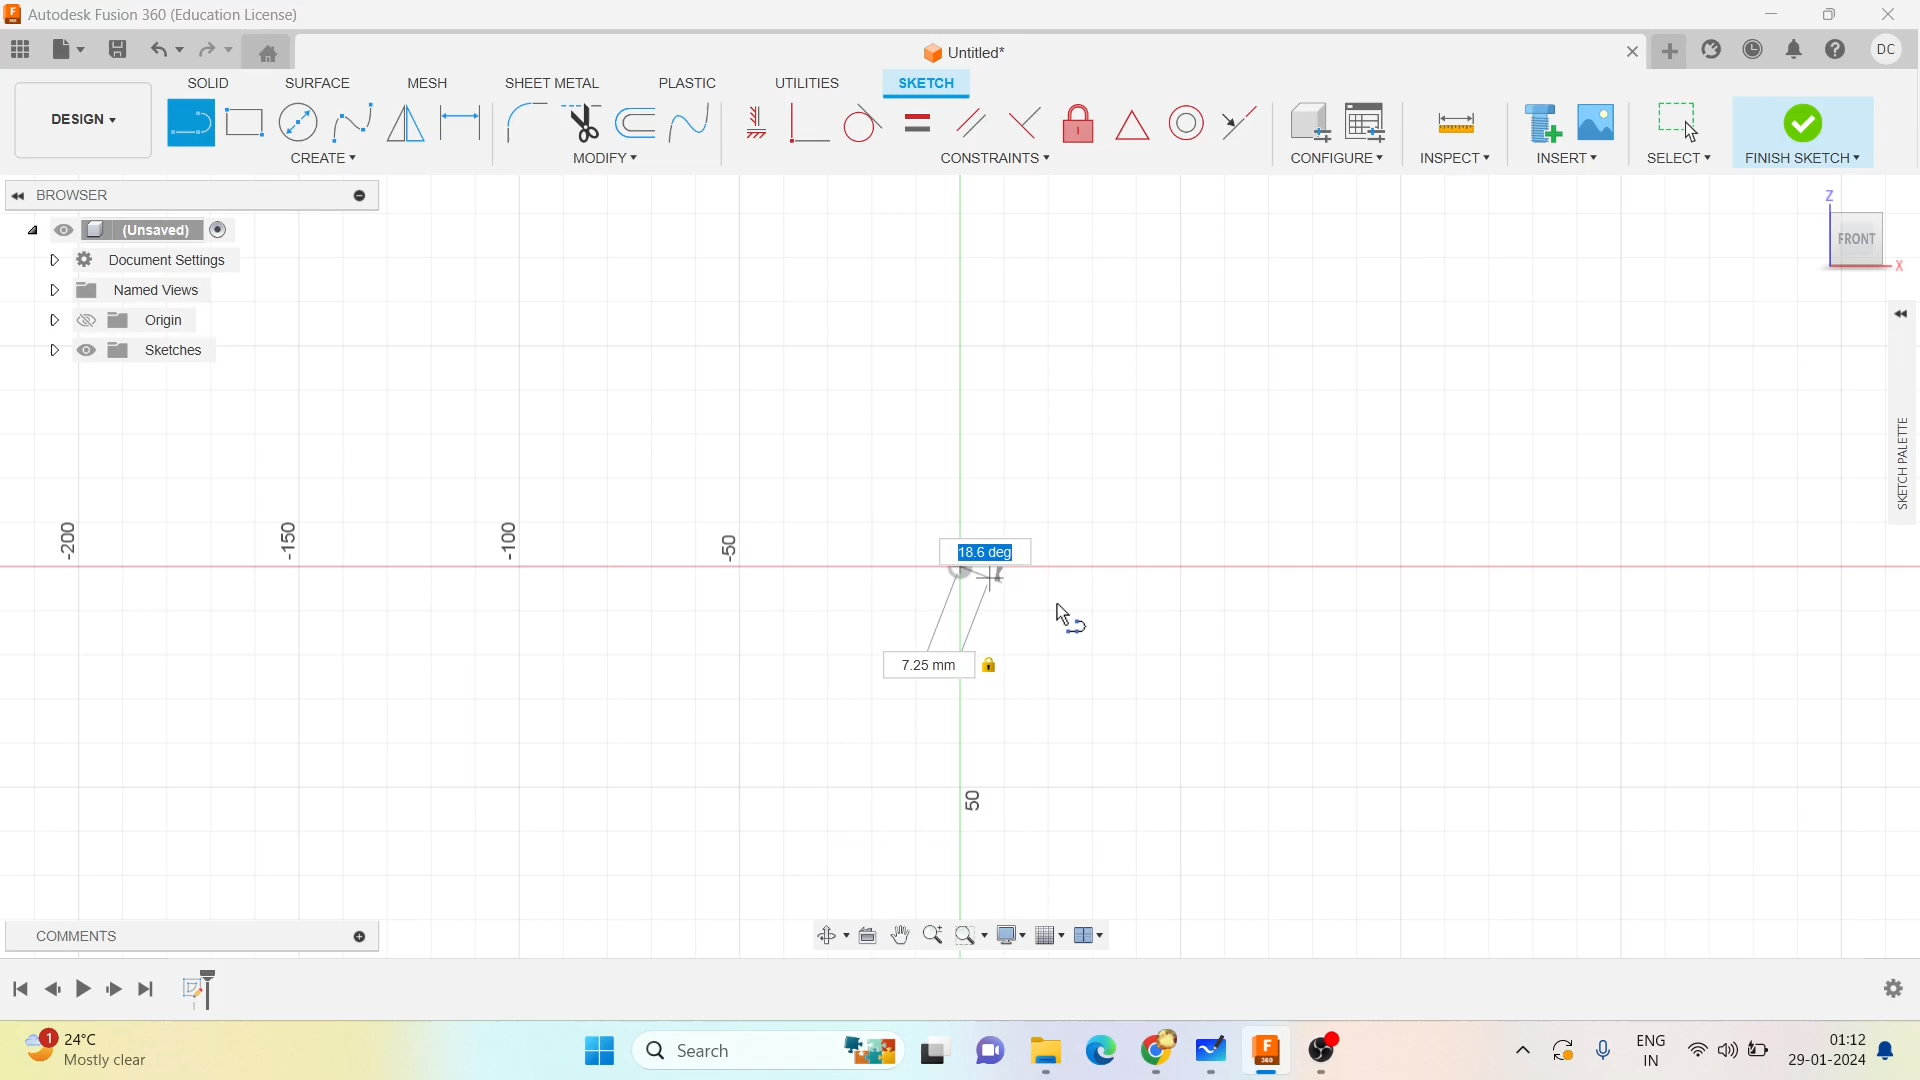 Autodesk Fusion 360 (Education License)
Untitled*
DC
SOLID
SURFACE
MESH
SHEET METAL
PLASTIC
UTILITIES
SKETCH
DESIGN
CREATE
MODIFY
CONSTRAINTS
CONFIGURE
INSPECT
INSERT
SELECT
FINISH SKETCH
BROWSER
(Unsaved)
Document Settings
Named Views
Origin
Sketches
Z
FRONT
X
SKETCH PALETTE
-200
-150
-100
-50
18.6 deg
7.25 mm
50
COMMENTS
1
24°C
Mostly clear
Search
F
360
ENG
IN
01:12
29-01-2024